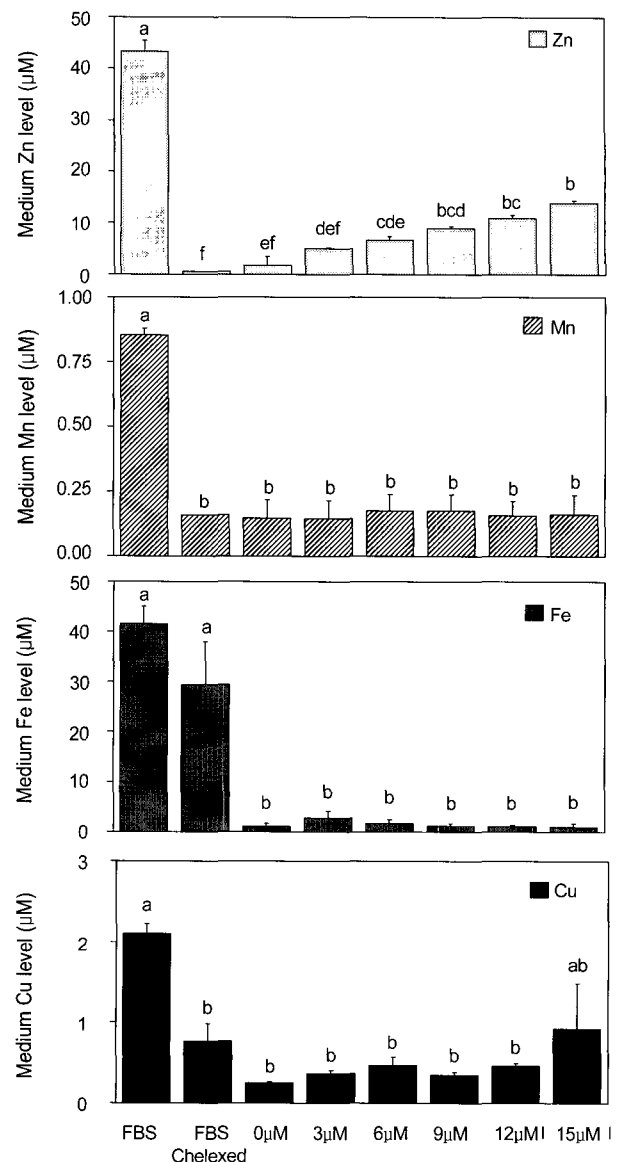 Medium Zn level (μM)
50
40
30
20
10
0
Zn
a
f
ef
def
cde
bcd
bc
b
Medium Mn level (μM)
1.00
0.75
0.50
0.25
0.00
Mn
a
b
b
b
b
b
b
b
Medium Fe level (μM)
50
40
30
20
10
0
Fe
a
a
b
b
b
b
b
b
Medium Cu level (μM)
3
2
1
0
Cu
a
b
b
b
b
b
b
ab
FBS FBS 0μM 3μM 6μM 9μM 12μM 15μM
Chelexed